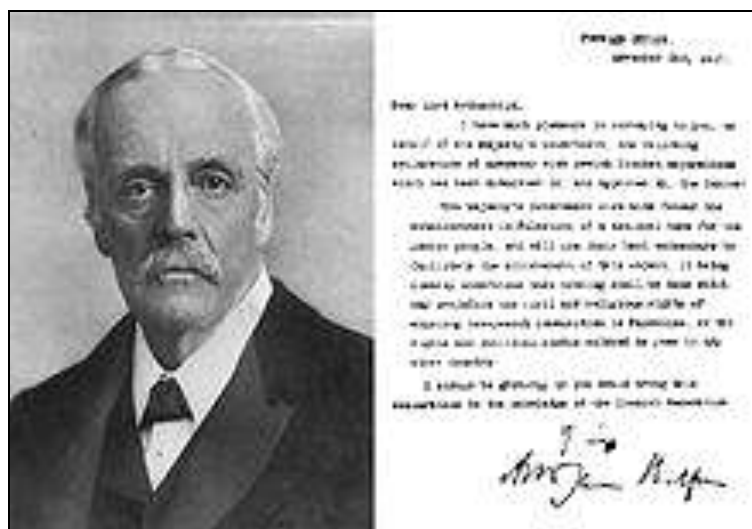 Foreign Office,
November 2nd,
Dear Lord Rothschild,
I have much pleasure in conveying to you, on
behalf of His Majesty's Government, the following
declaration of sympathy with Jewish Zionist aspirations
which has been submitted to, and approved by, the Cabinet
His Majesty's Government view with favour the
establishment in Palestine of a national home for the
Jewish people, and will use their best endeavours to
facilitate the achievement of this object, it being
clearly understood that nothing shall be done which
may prejudice the civil and religious rights of
existing non-Jewish communities in Palestine, or the
rights and political status enjoyed by Jews in any
other country
I should be grateful if you would bring this
declaration to the knowledge of the Zionist Federation